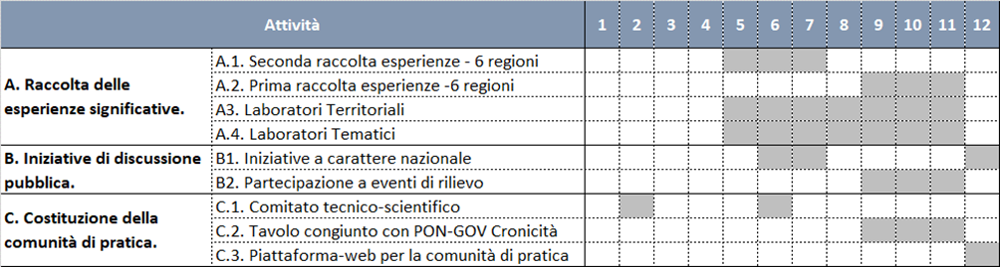 Attività 1 2 3 4 5 6 7 8 9 10 11 12
A. Raccolta delle
esperienze significative.
A.1. Seconda raccolta esperienze - 6 regioni
A.2. Prima raccolta esperienze -6 regioni
A3. Laboratori Territoriali
A.4. Laboratori Tematici
B. Iniziative di discussione
pubblica.
B1. Iniziative a carattere nazionale
B2. Partecipazione a eventi di rilievo
C. Costituzione della
comunità di pratica.
C.1. Comitato tecnico-scientifico
C.2. Tavolo congiunto con PON-GOV Cronicità
C.3. Piattaforma-web per la comunità di pratica